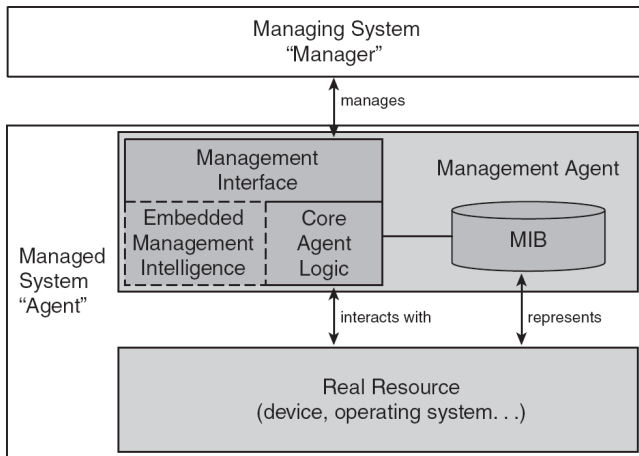 Managing System
“Manager”
manages
Management
Interface
Management Agent
Embedded
Management
Intelligence
Core
Agent
Logic
MIB
Managed
System
“Agent”
interacts with
represents
Real Resource
(device, operating system. . .)